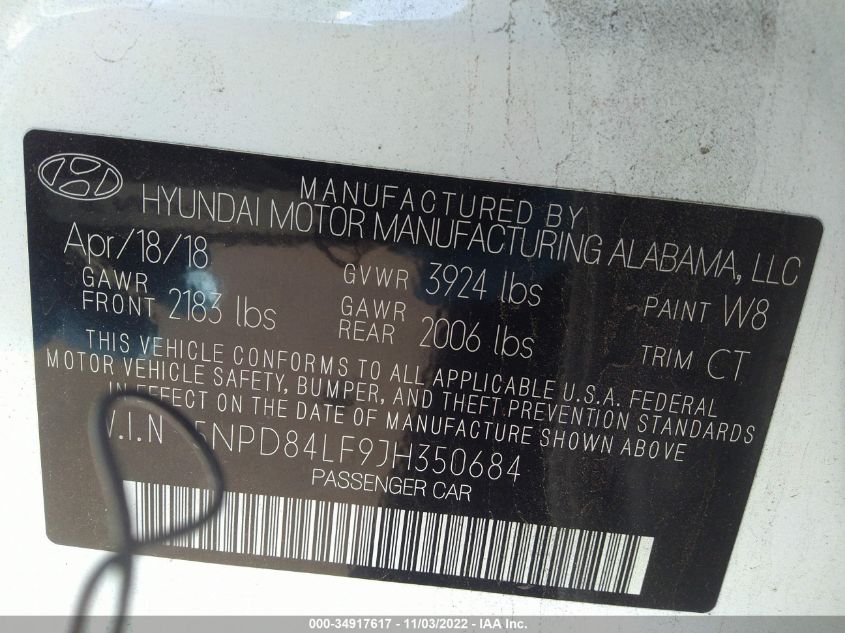 MANUFACTURED BY
HYUNDAI MOTOR MANUFACTURING ALABAMA, LLC
Apr/18/18 GVWR 3924 lbs PAINT W8
GAWR FRONT 2183 lbs GAWR REAR 2006 lbs TRIM CT
THIS VEHICLE CONFORMS TO ALL APPLICABLE U.S.A. FEDERAL
MOTOR VEHICLE SAFETY, BUMPER, AND THEFT PREVENTION STANDARDS
IN EFFECT ON THE DATE OF MANUFACTURE SHOWN ABOVE
V.I.N 5NPD84LF9JH350684
PASSENGER CAR
000-34917617 - 11/03/2022 - IAA Inc.